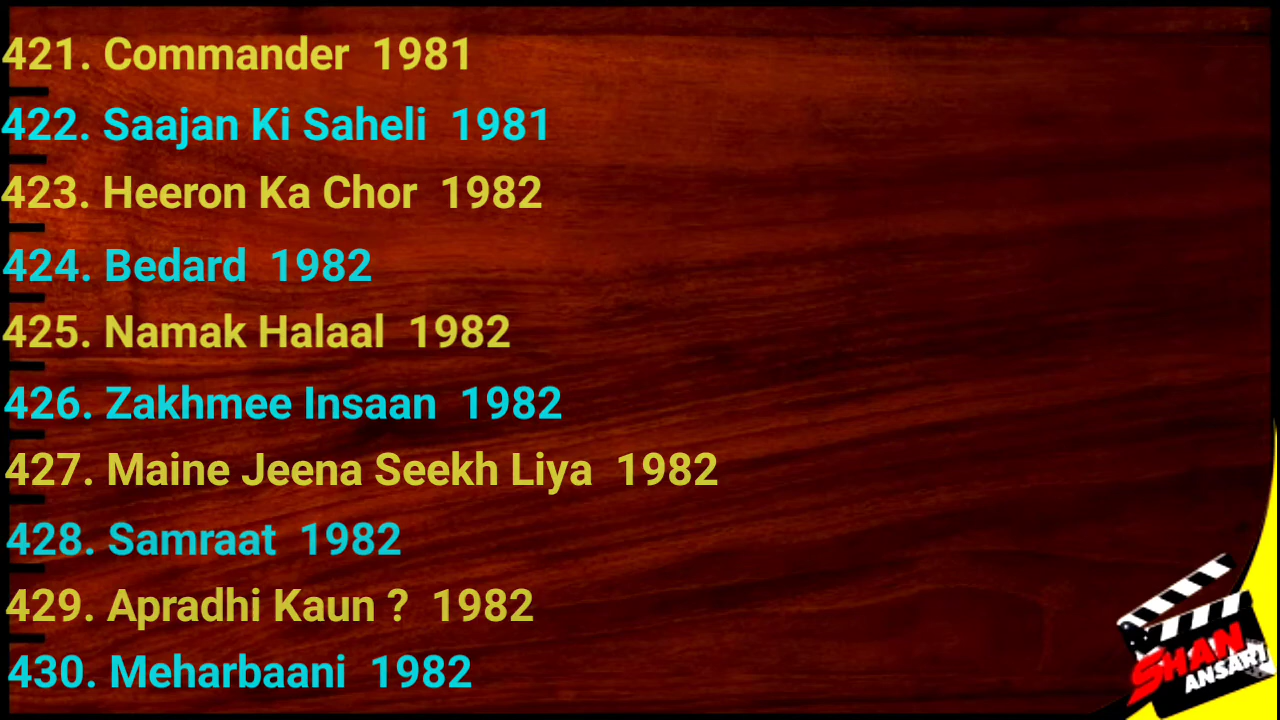 421. Commander 1981
422. Saajan Ki Saheli 1981
423. Heeron Ka Chor 1982
424. Bedard 1982
425. Namak Halaal 1982
426. Zakhmee Insaan 1982
427. Maine Jeena Seekh Liya 1982
428. Samraat 1982
429. Apradhi Kaun ? 1982
430. Meharbaani 1982
SHAN
ANSARI